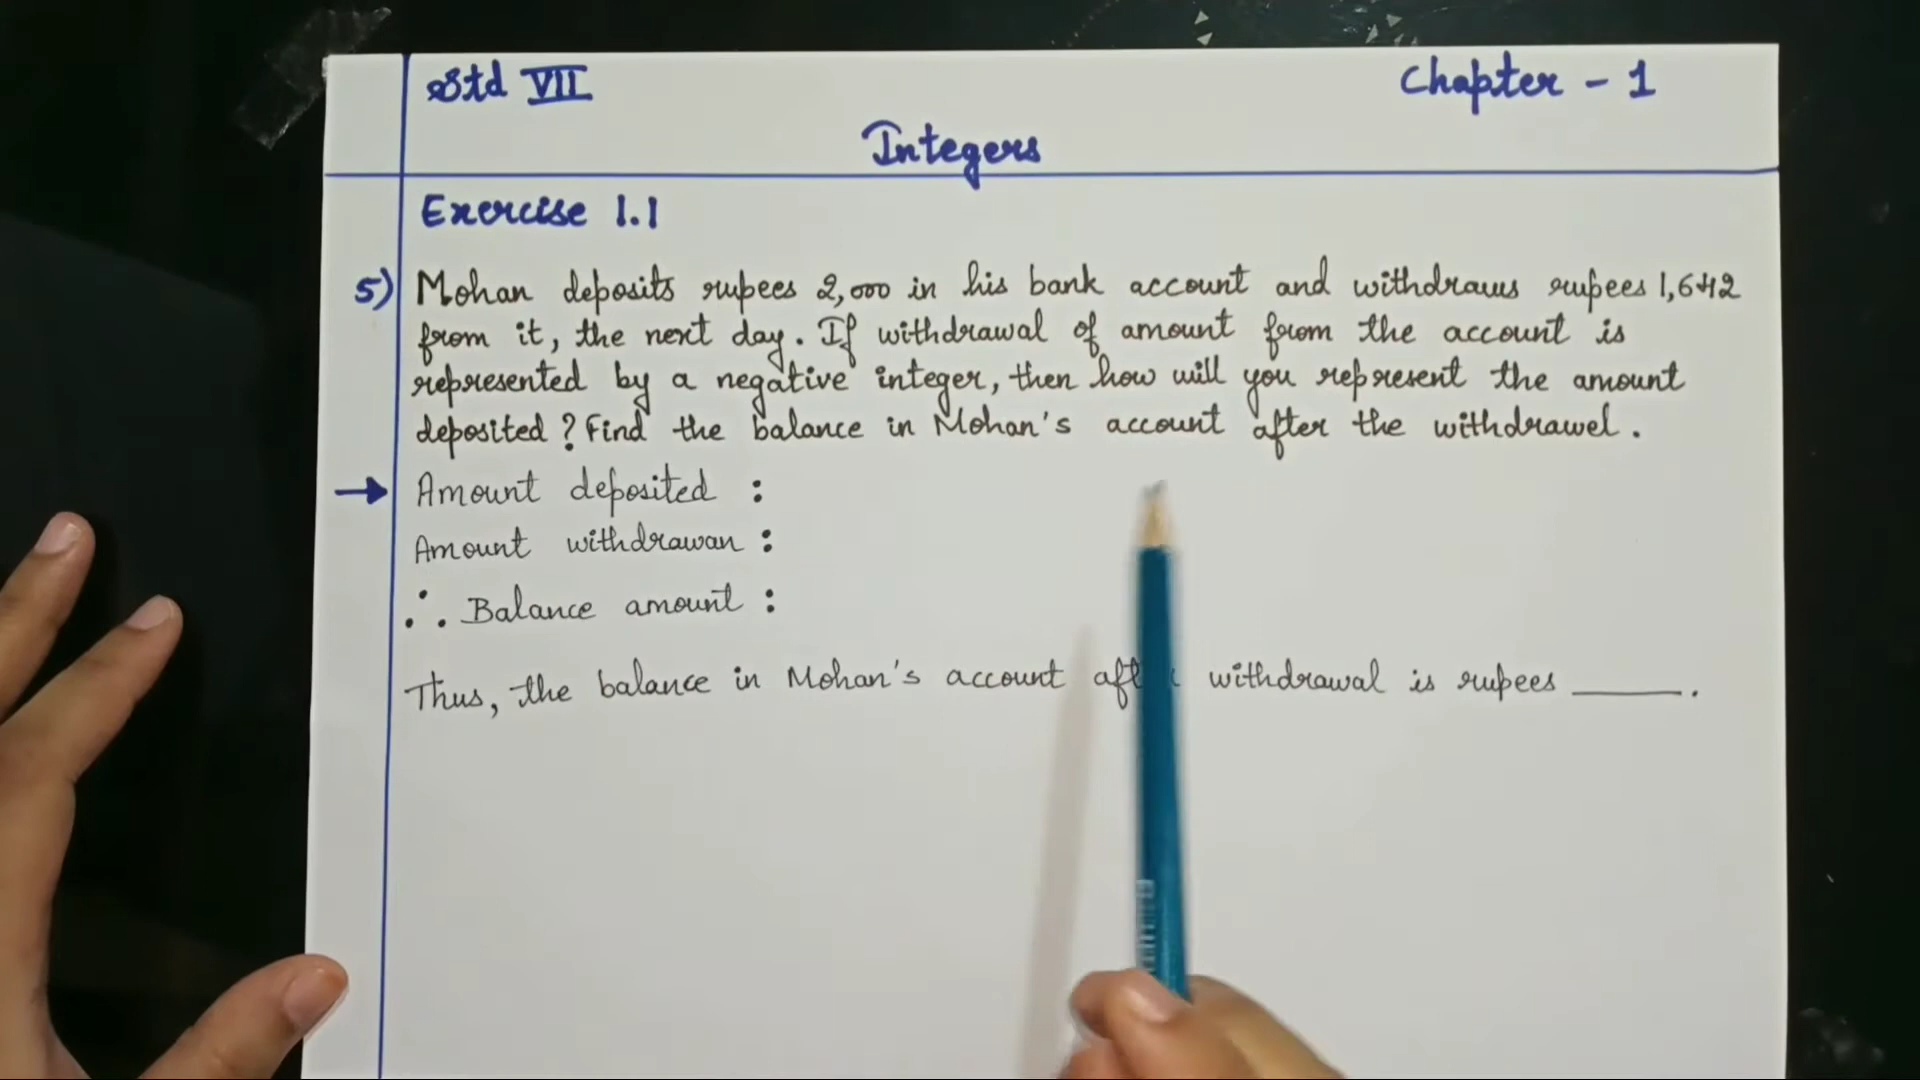 Std VII
Chapter - 1
Integers
Exercise 1.1
5) Mohan deposits rupees 2,000 in his bank account and withdraws rupees 1,642
from it, the next day. If withdrawal of amount from the account is
represented by a negative integer, then how will you represent the amount
deposited? Find the balance in Mohan's account after the withdrawel.
→ Amount deposited :
Amount withdrawan :
∴ Balance amount :
Thus, the balance in Mohan's account withdrawal is rupees ______.